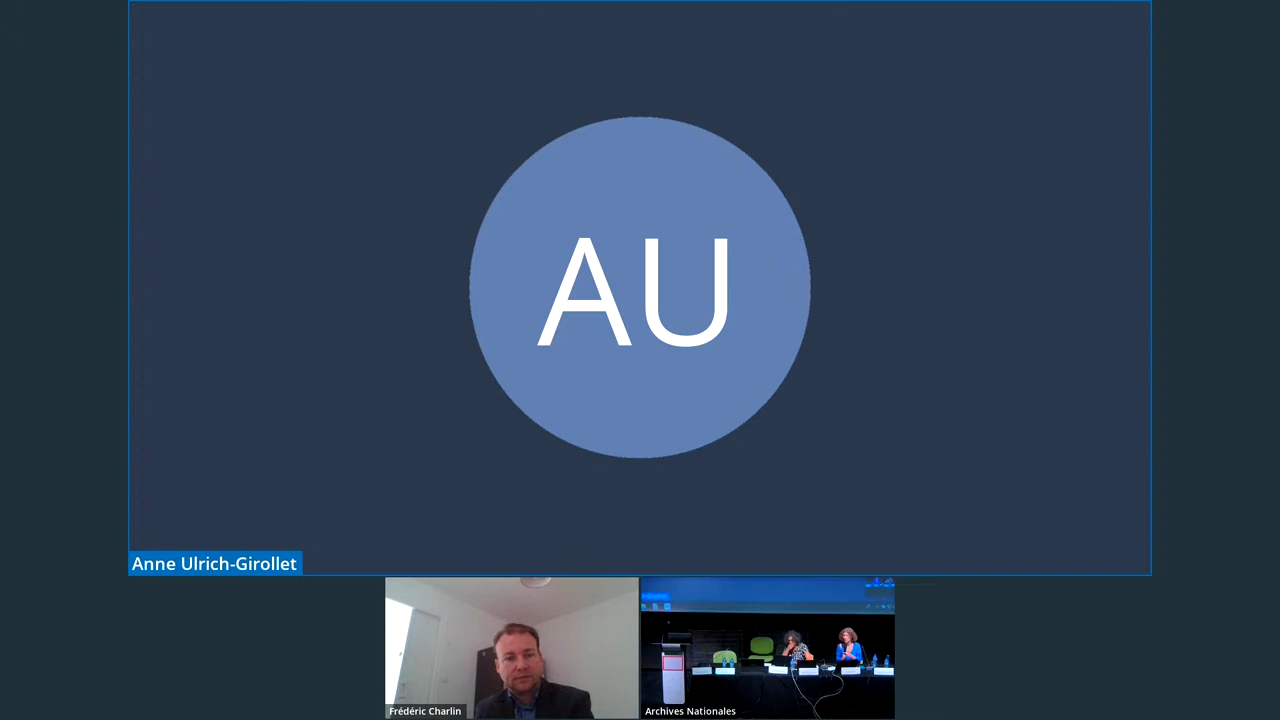 AU
Anne Ulrich-Girollet
Frédéric Charlin
Archives Nationales